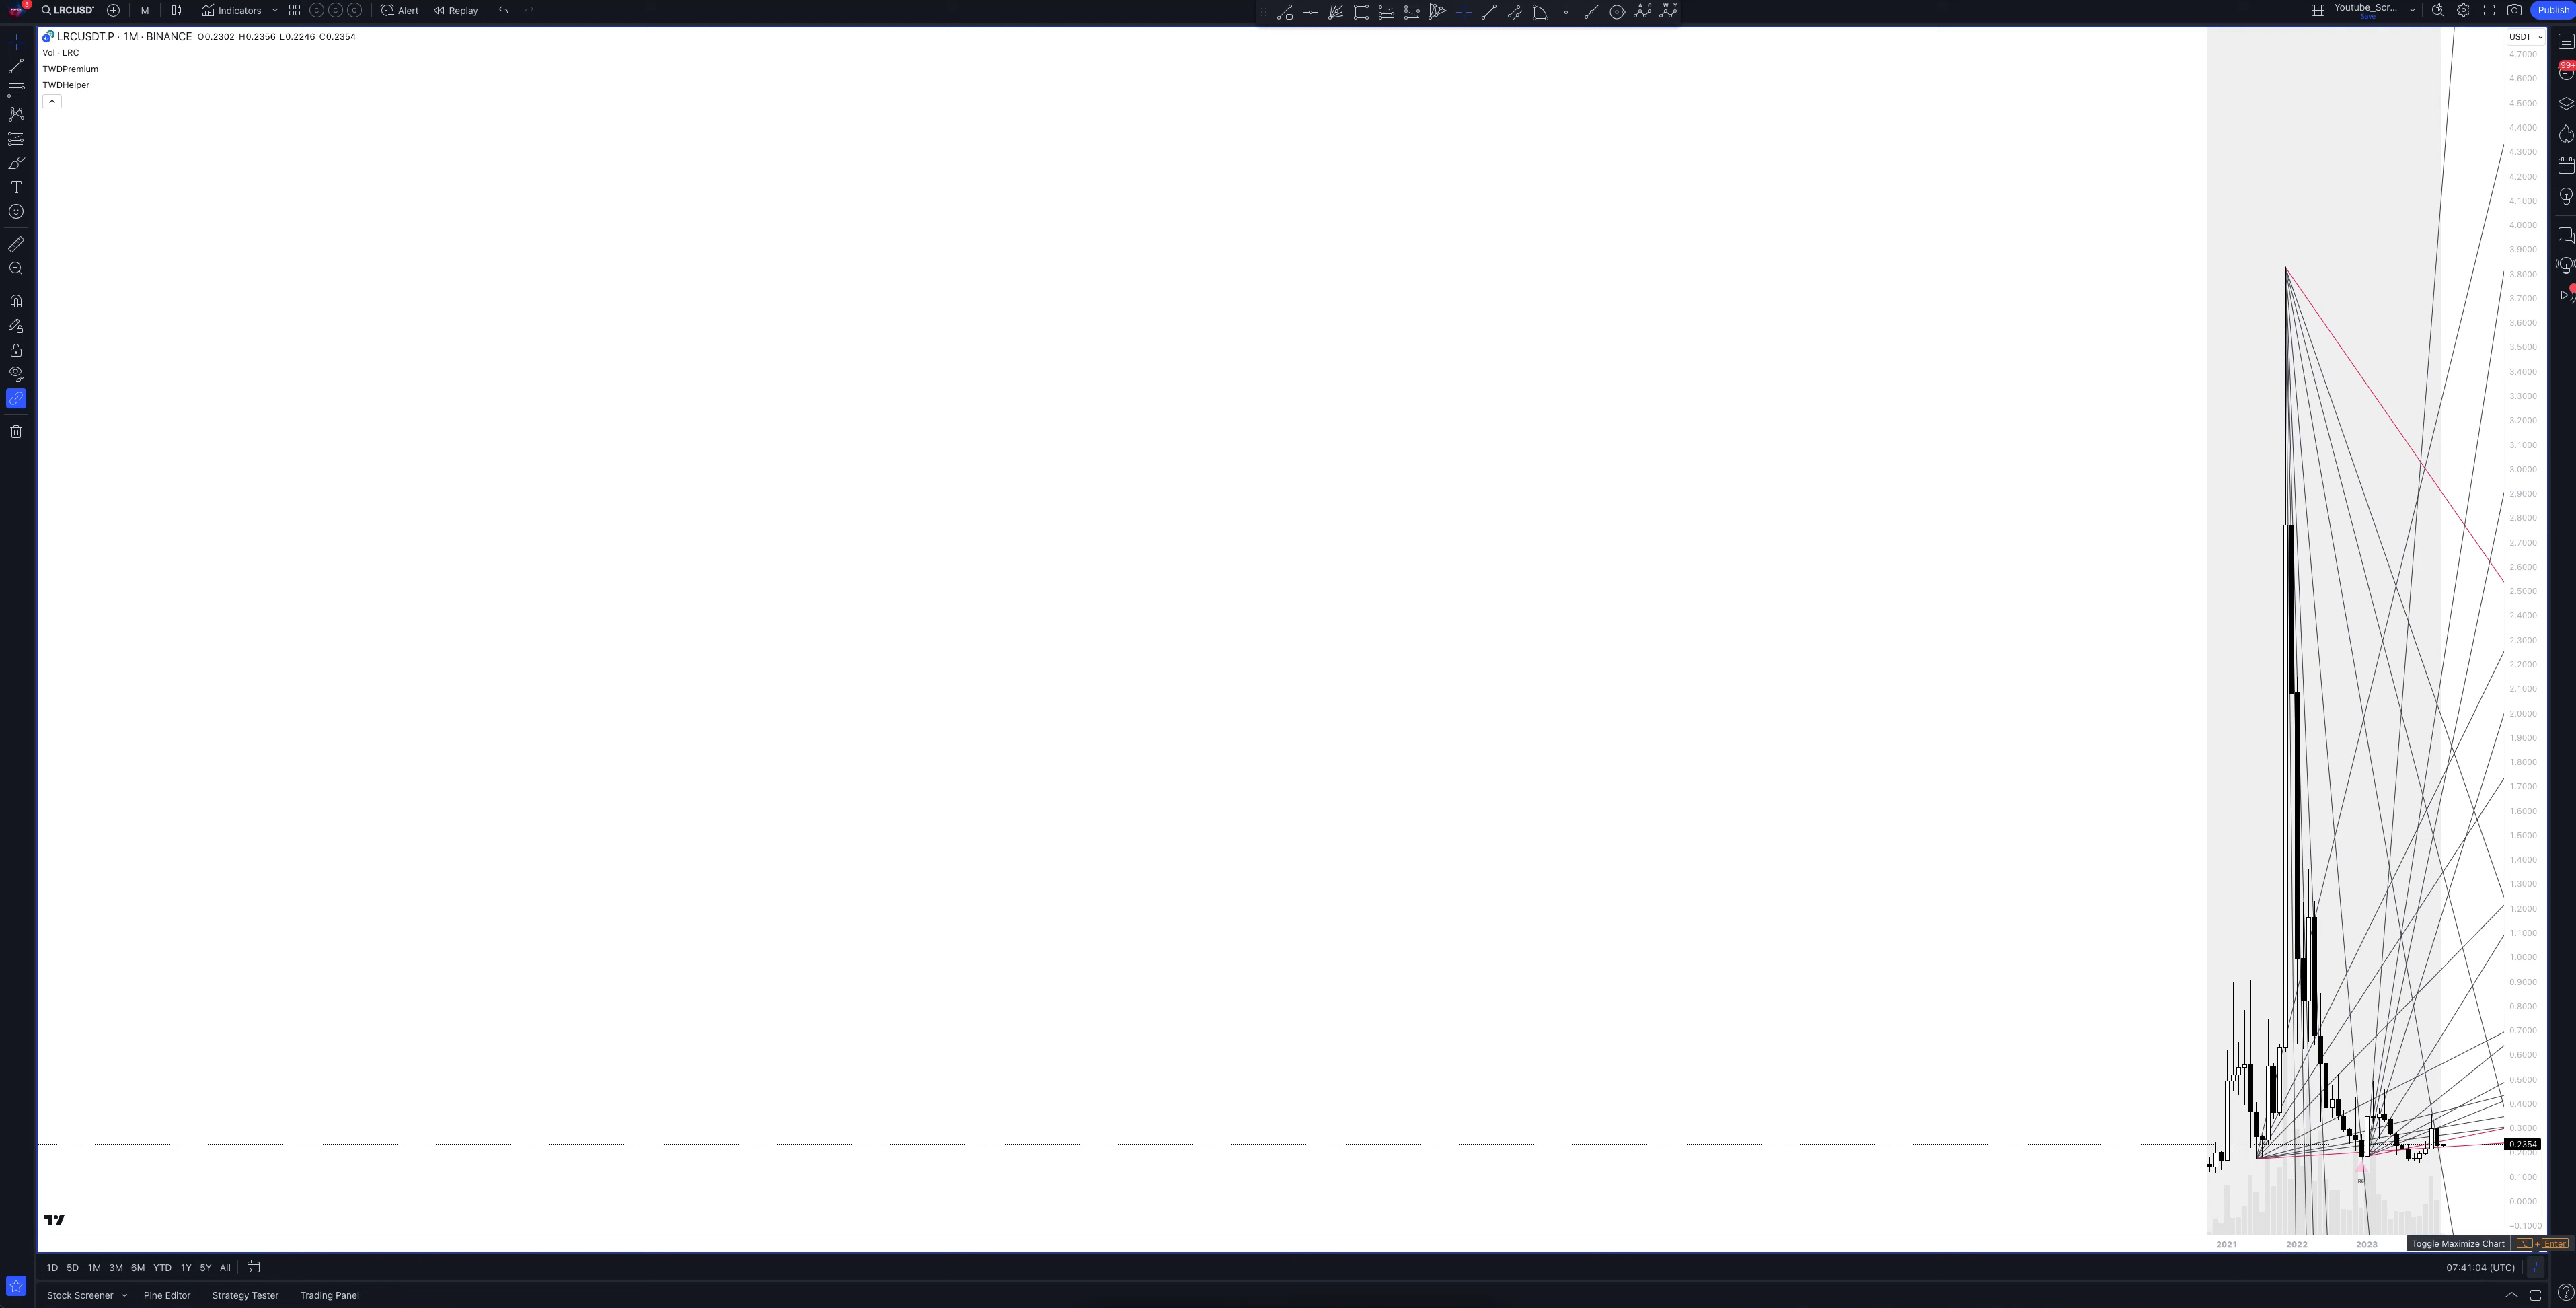 3
LRCUSDT
M
Indicators
C
C
C
Alert
Replay
A C
W Y
Youtube_Scr...
Save
Publish
LRCUSDT.P · 1M · BINANCE O0.2302 H0.2356 L0.2246 C0.2354
USDT
Vol · LRC
TWDPremium
TWDHelper
99+
4.7000
4.6000
4.5000
4.4000
4.3000
4.2000
4.1000
4.0000
3.9000
3.8000
3.7000
3.6000
3.5000
3.4000
3.3000
3.2000
3.1000
3.0000
2.9000
2.8000
2.7000
2.6000
2.5000
2.4000
2.3000
2.2000
2.1000
2.0000
1.9000
1.8000
1.7000
1.6000
1.5000
1.4000
1.3000
1.2000
1.1000
1.0000
0.9000
0.8000
0.7000
0.6000
0.5000
0.4000
0.3000
0.2354
0.2000
0.1000
0.0000
−0.1000
2021 2022 2023
Toggle Maximize Chart ⌥ + Enter
1D 5D 1M 3M 6M YTD 1Y 5Y All
07:41:04 (UTC)
Stock Screener Pine Editor Strategy Tester Trading Panel